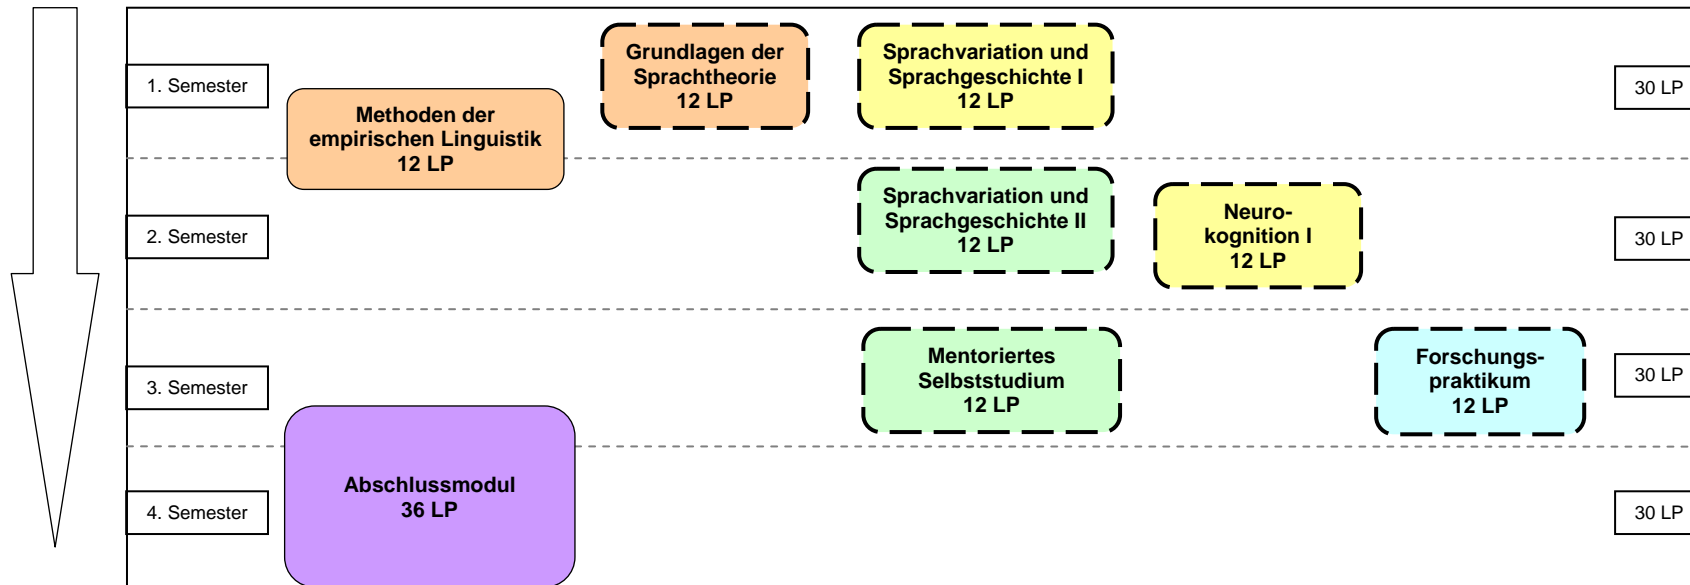 1. Semester
Methoden der
empirischen Linguistik
12 LP
Grundlagen der
Sprachtheorie
12 LP
Sprachvariation und
Sprachgeschichte I
12 LP
30 LP
2. Semester
Sprachvariation und
Sprachgeschichte II
12 LP
Neuro-
kognition I
12 LP
30 LP
3. Semester
Mentoriertes
Selbststudium
12 LP
Forschungs-
praktikum
12 LP
30 LP
4. Semester
Abschlussmodul
36 LP
30 LP